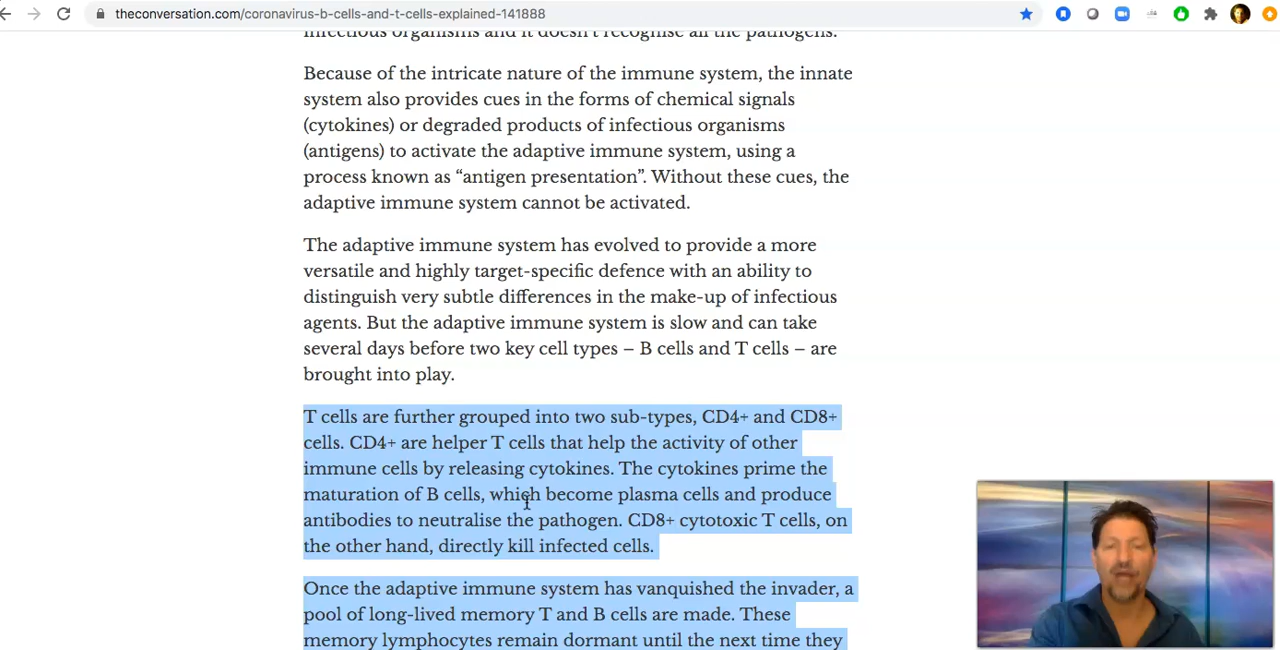 theconversation.com/coronavirus-b-cells-and-t-cells-explained-141888
infectious organisms and it doesn't recognise all the pathogens.
Because of the intricate nature of the immune system, the innate
system also provides cues in the forms of chemical signals
(cytokines) or degraded products of infectious organisms
(antigens) to activate the adaptive immune system, using a
process known as “antigen presentation”. Without these cues, the
adaptive immune system cannot be activated.
The adaptive immune system has evolved to provide a more
versatile and highly target-specific defence with an ability to
distinguish very subtle differences in the make-up of infectious
agents. But the adaptive immune system is slow and can take
several days before two key cell types – B cells and T cells – are
brought into play.
T cells are further grouped into two sub-types, CD4+ and CD8+
cells. CD4+ are helper T cells that help the activity of other
immune cells by releasing cytokines. The cytokines prime the
maturation of B cells, which become plasma cells and produce
antibodies to neutralise the pathogen. CD8+ cytotoxic T cells, on
the other hand, directly kill infected cells.
Once the adaptive immune system has vanquished the invader, a
pool of long-lived memory T and B cells are made. These
memory lymphocytes remain dormant until the next time they